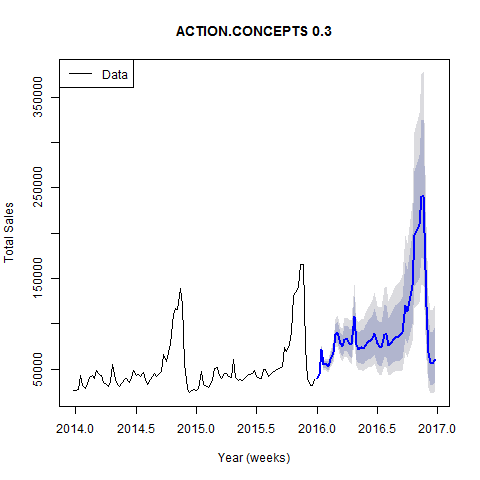 ACTION.CONCEPTS 0.3
Data
Total Sales
350000
250000
150000
50000
2014.0 2014.5 2015.0 2015.5 2016.0 2016.5 2017.0
Year (weeks)